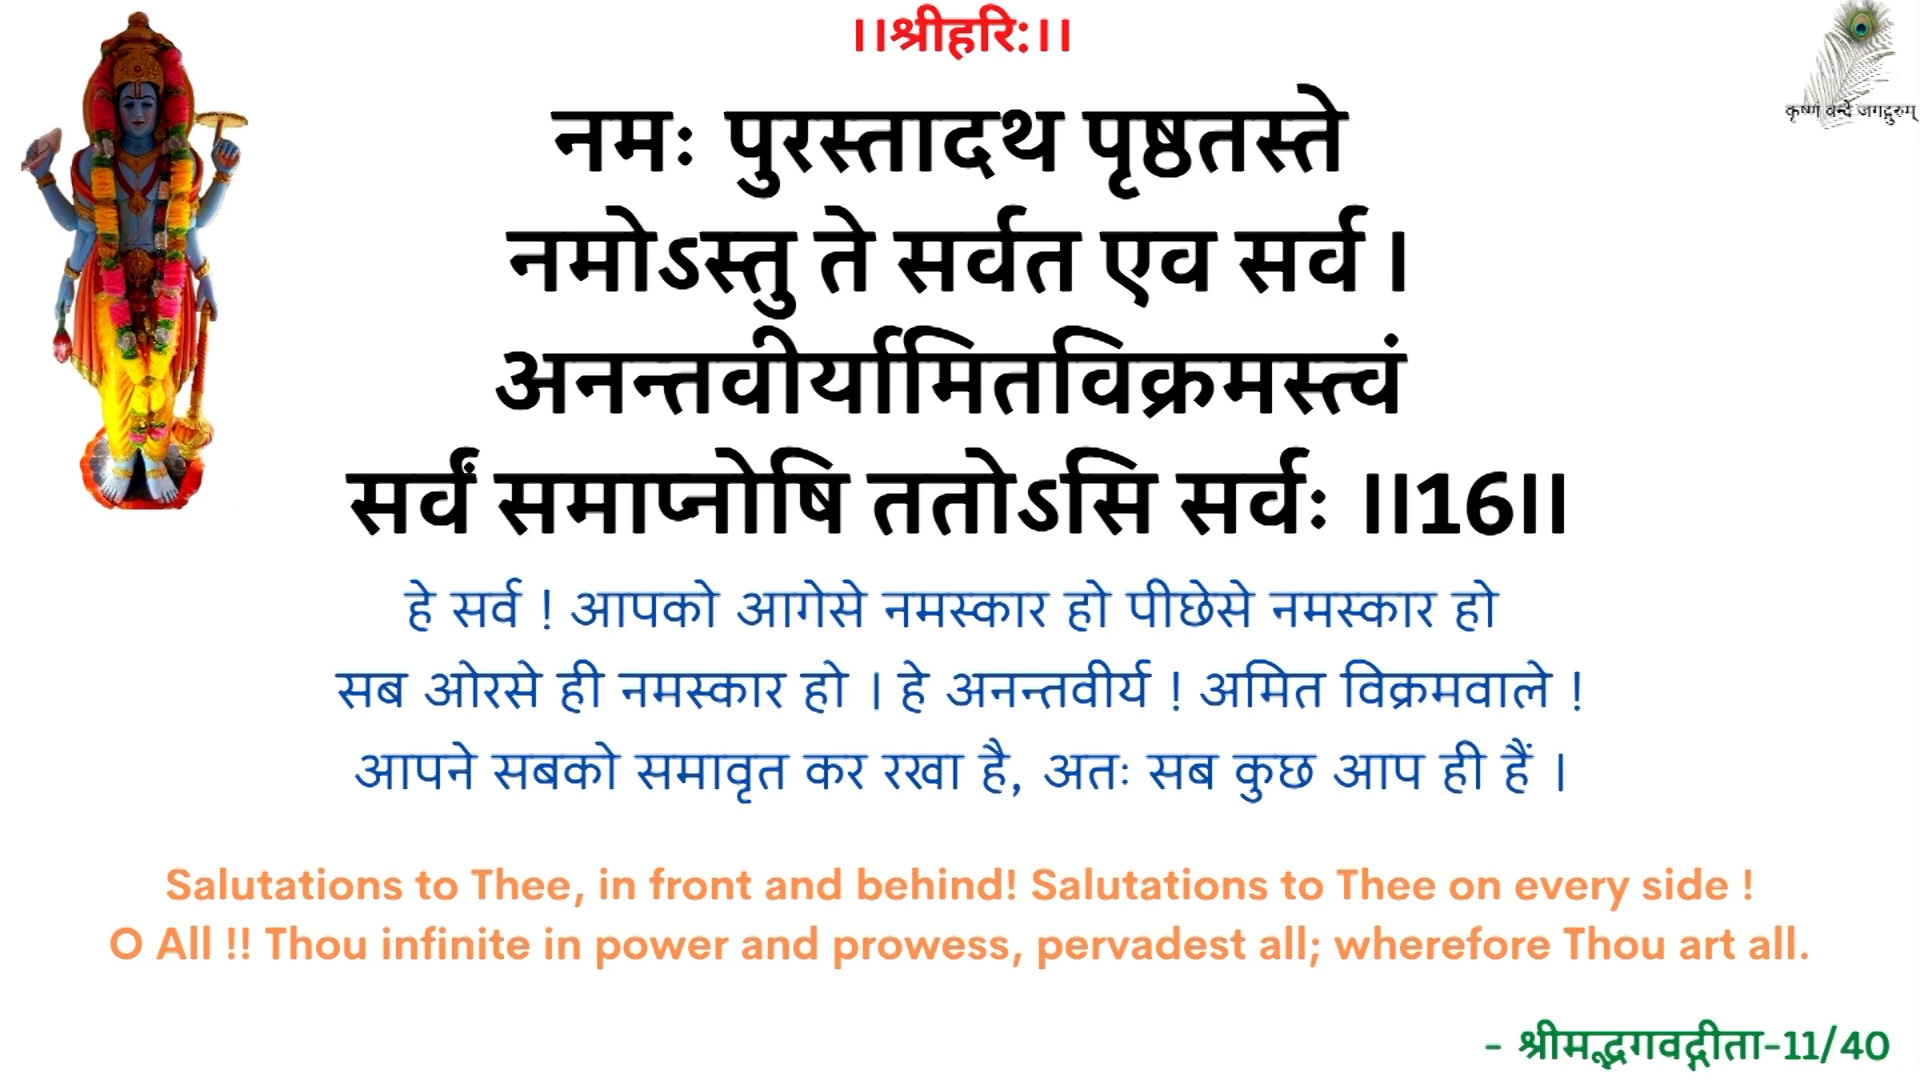 ।।श्रीहरि:।।
कृष्णं वन्दे जगद्गुरुम्
नमः पुरस्तादथ पृष्ठतस्ते
नमोऽस्तु ते सर्वत एव सर्व ।
अनन्तवीर्यामितविक्रमस्त्वं
सर्वं समाप्नोषि ततोऽसि सर्वः ॥16॥
हे सर्व ! आपको आगेसे नमस्कार हो पीछेसे नमस्कार हो
सब ओरसे ही नमस्कार हो । हे अनन्तवीर्य ! अमित विक्रमवाले !
आपने सबको समावृत कर रखा है, अतः सब कुछ आप ही हैं ।
Salutations to Thee, in front and behind! Salutations to Thee on every side !
O All !! Thou infinite in power and prowess, pervadest all; wherefore Thou art all.
- श्रीमद्भगवद्गीता-11/40